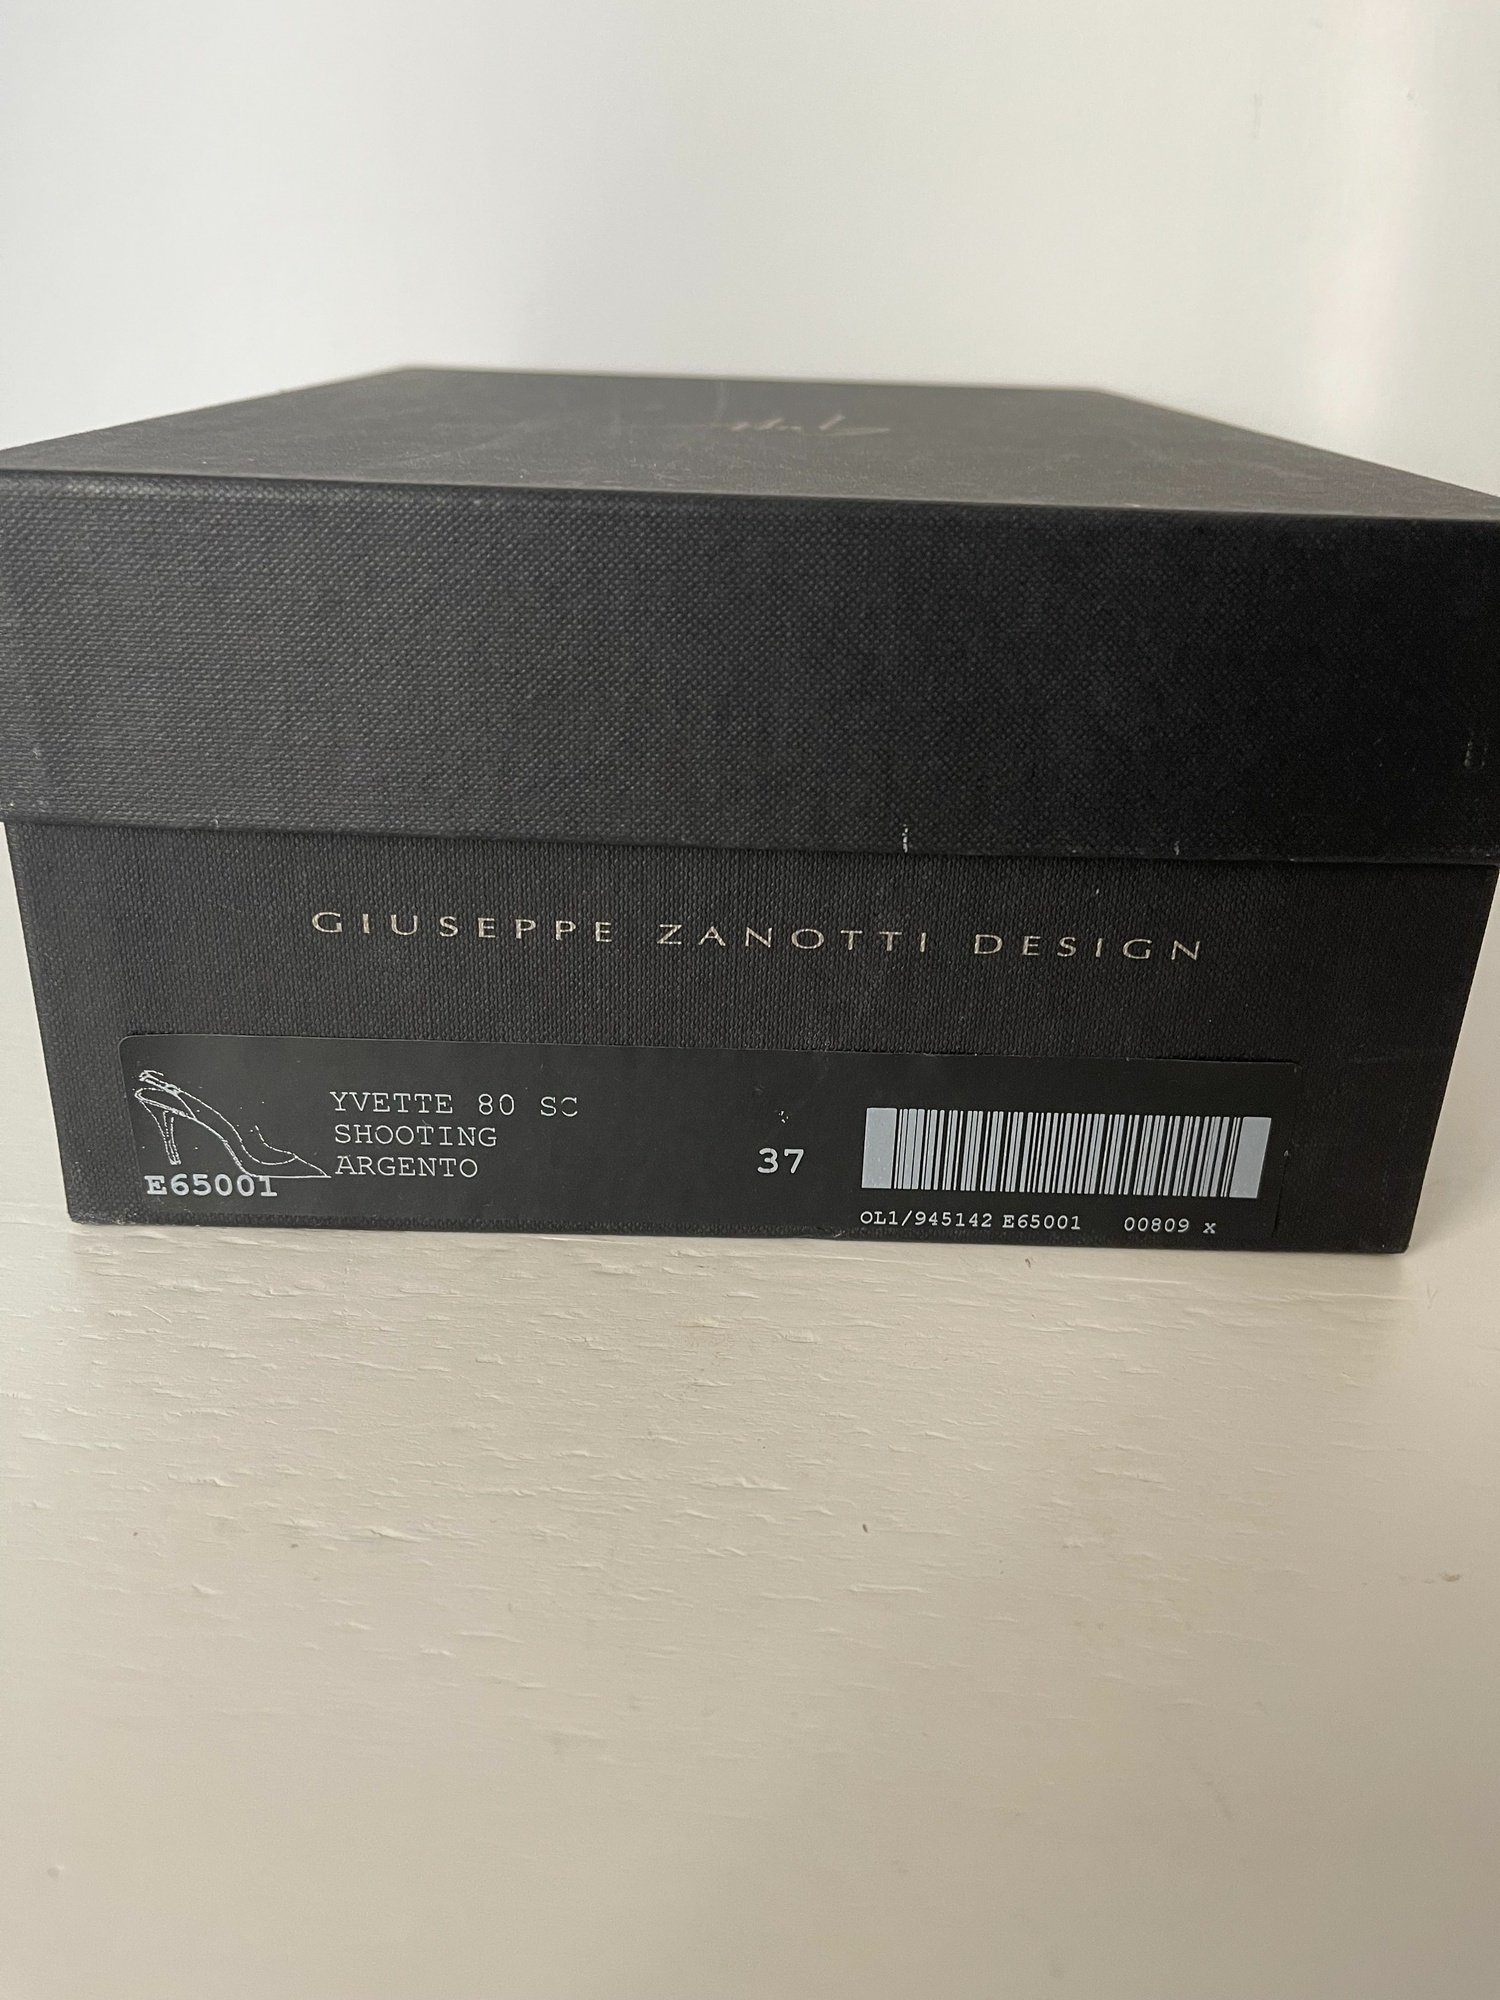 GIUSEPPE ZANOTTI DESIGN
YVETTE 80 SC
SHOOTING
ARGENTO
E65001
37
OL1/945142 E65001 00809 x